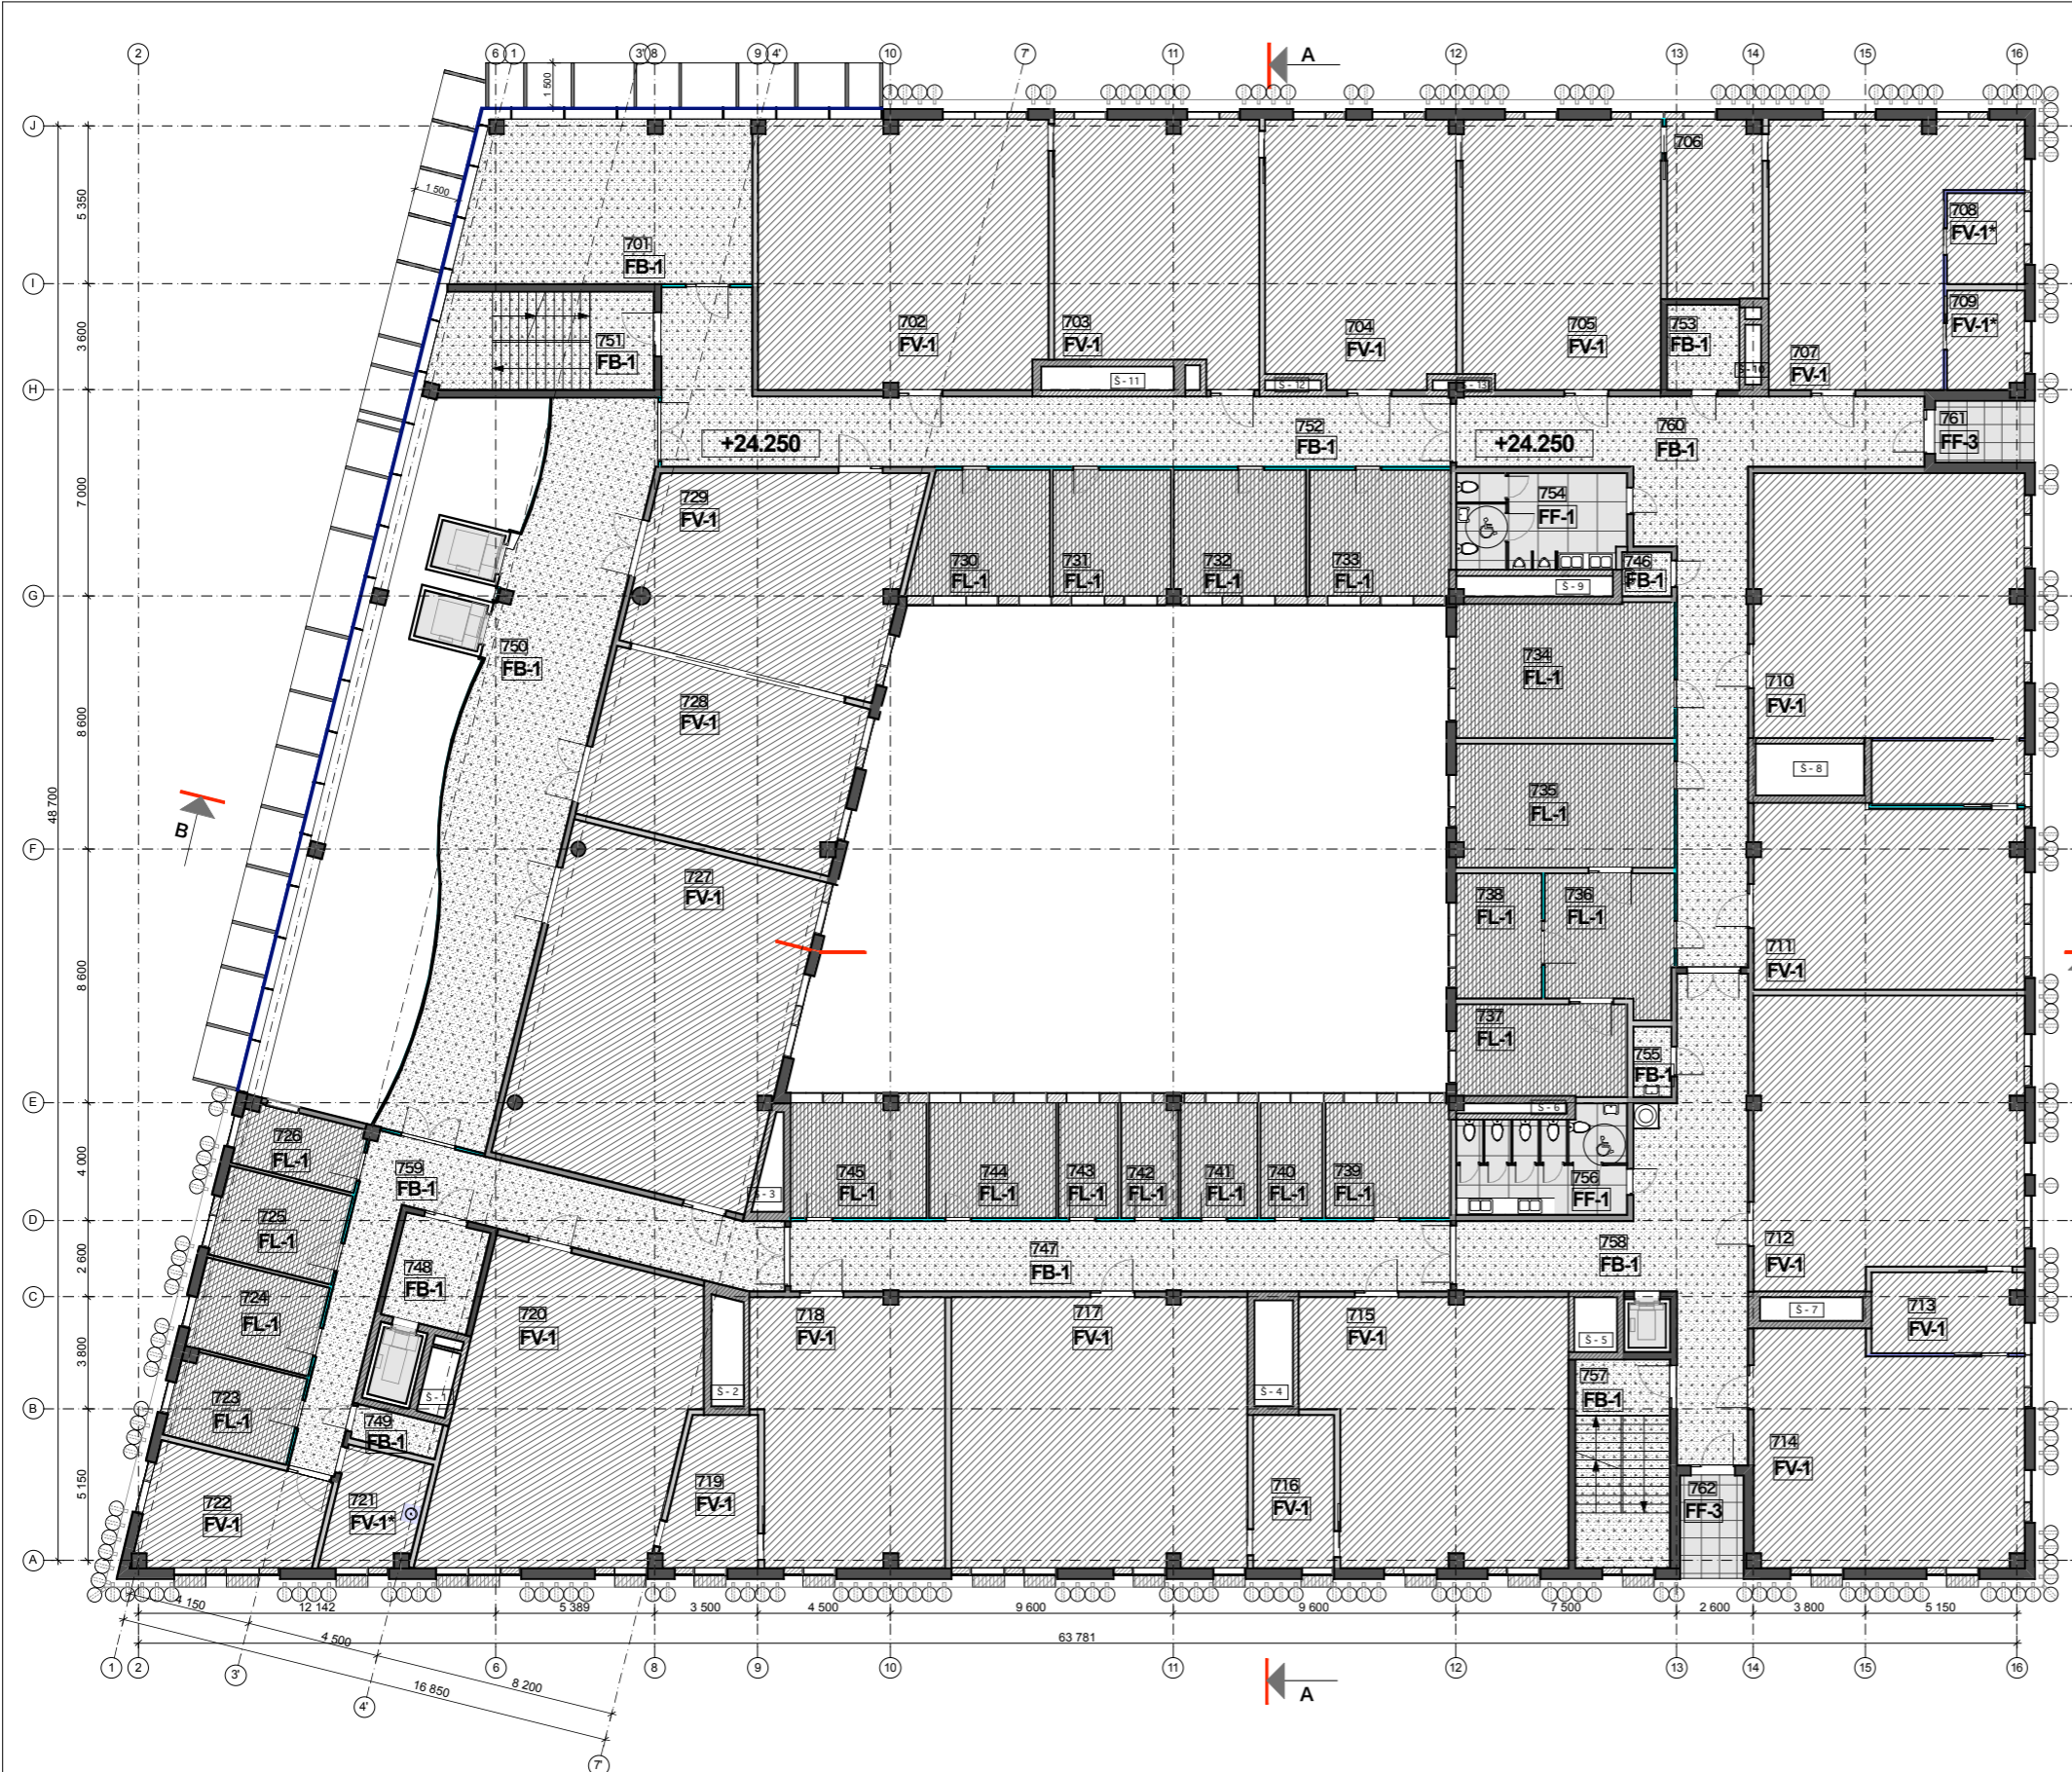 2
6
1
3'
8
9
4'
10
7'
11
A
12
13
14
15
16
1 500
J
5 350
1 500
706
708
FV-1*
701
FB-1
I
3 600
751
FB-1
702
FV-1
703
FV-1
704
FV-1
705
FV-1
753
FB-1
709
FV-1*
707
FV-1
Š - 10
Š - 11
Š - 12
Š - 13
H
+24.250
752
FB-1
+24.250
760
FB-1
761
FF-3
7 000
729
FV-1
754
FF-1
730
FL-1
731
FL-1
732
FL-1
733
FL-1
746
FB-1
Š - 9
G
750
FB-1
734
FL-1
728
FV-1
710
FV-1
8 600
48 700
735
FL-1
Š - 8
B
F
727
FV-1
738
FL-1
736
FL-1
711
FV-1
8 600
737
FL-1
755
FB-1
E
Š - 6
726
FL-1
759
FB-1
4 000
745
FL-1
744
FL-1
743
FL-1
742
FL-1
741
FL-1
740
FL-1
739
FL-1
756
FF-1
Š - 3
725
FL-1
D
2 600
748
FB-1
747
FB-1
758
FB-1
712
FV-1
C
724
FL-1
720
FV-1
718
FV-1
717
FV-1
715
FV-1
Š - 5
Š - 7
713
FV-1
3 800
723
FL-1
Š - 1
Š - 2
Š - 4
757
FB-1
B
749
FB-1
714
FV-1
5 150
722
FV-1
721
FV-1*
719
FV-1
716
FV-1
762
FF-3
A
4 150
12 142
5 389
3 500
4 500
9 600
9 600
7 500
2 600
3 800
5 150
4 500
63 781
1
2
3'
6
8
9
10
11
12
13
14
15
16
8 200
16 850
4'
A
7'